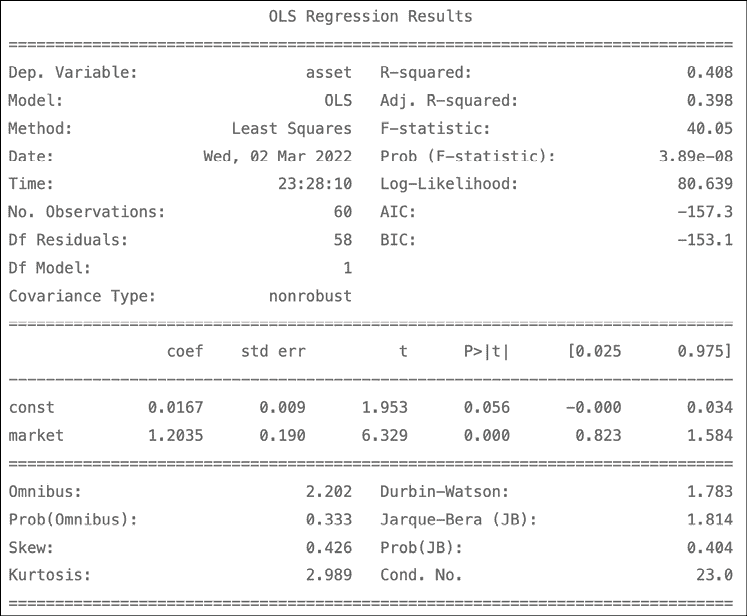 OLS Regression Results
==============================================================================
Dep. Variable: asset R-squared: 0.408
Model: OLS Adj. R-squared: 0.398
Method: Least Squares F-statistic: 40.05
Date: Wed, 02 Mar 2022 Prob (F-statistic): 3.89e-08
Time: 23:28:10 Log-Likelihood: 80.639
No. Observations: 60 AIC: -157.3
Df Residuals: 58 BIC: -153.1
Df Model: 1
Covariance Type: nonrobust
==============================================================================
coef std err t P>|t| [0.025 0.975]
------------------------------------------------------------------------------
const 0.0167 0.009 1.953 0.056 -0.000 0.034
market 1.2035 0.190 6.329 0.000 0.823 1.584
==============================================================================
Omnibus: 2.202 Durbin-Watson: 1.783
Prob(Omnibus): 0.333 Jarque-Bera (JB): 1.814
Skew: 0.426 Prob(JB): 0.404
Kurtosis: 2.989 Cond. No. 23.0
==============================================================================